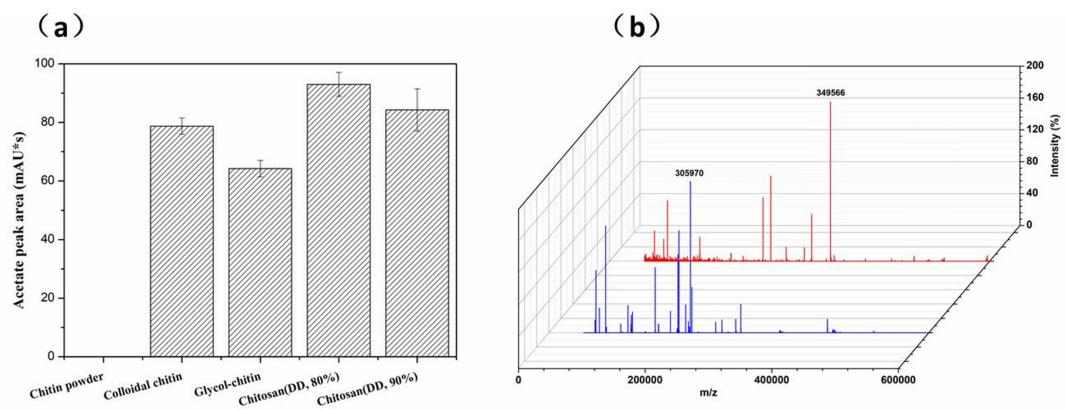 (a)
100
80
60
40
20
0
Acetate peak area (mAU*s)
Chitin powder
Colloidal chitin
Glycol-chitin
Chitosan(DD, 80%)
Chitosan(DD, 90%)
(b)
349566
305970
200
160
120
80
40
0
Intensity (%)
0
200000
400000
600000
m/z